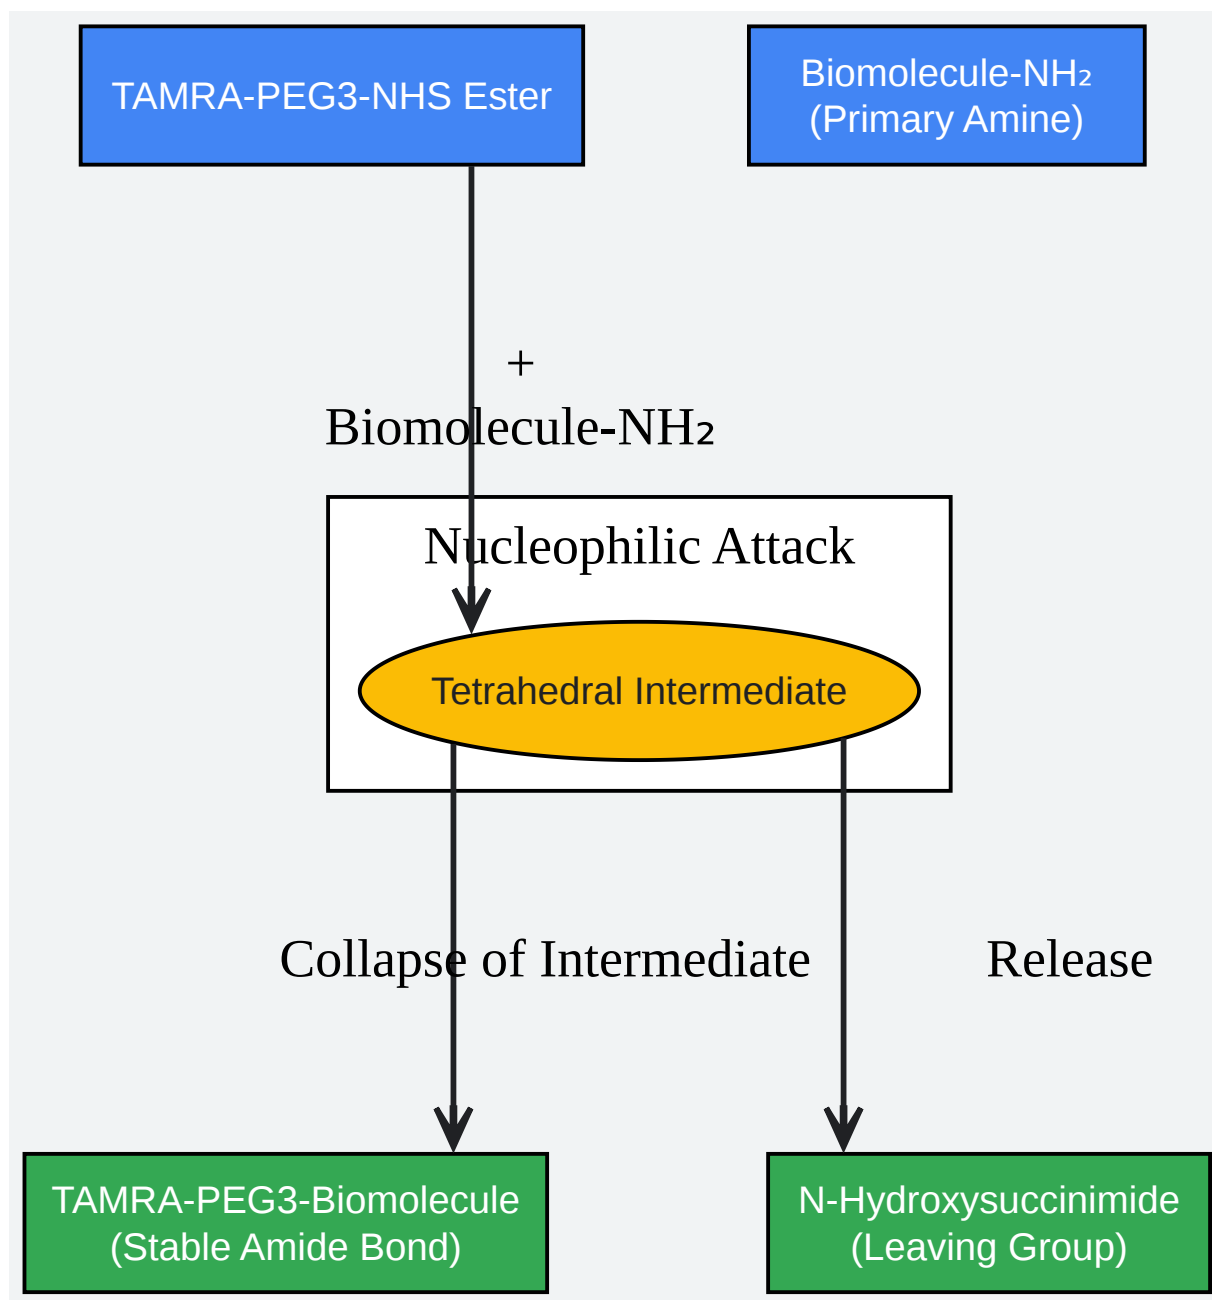 TAMRA-PEG3-NHS Ester
Biomolecule-NH₂
(Primary Amine)
+
Biomolecule-NH₂
Nucleophilic Attack
Tetrahedral Intermediate
Collapse of Intermediate
Release
TAMRA-PEG3-Biomolecule
(Stable Amide Bond)
N-Hydroxysuccinimide
(Leaving Group)